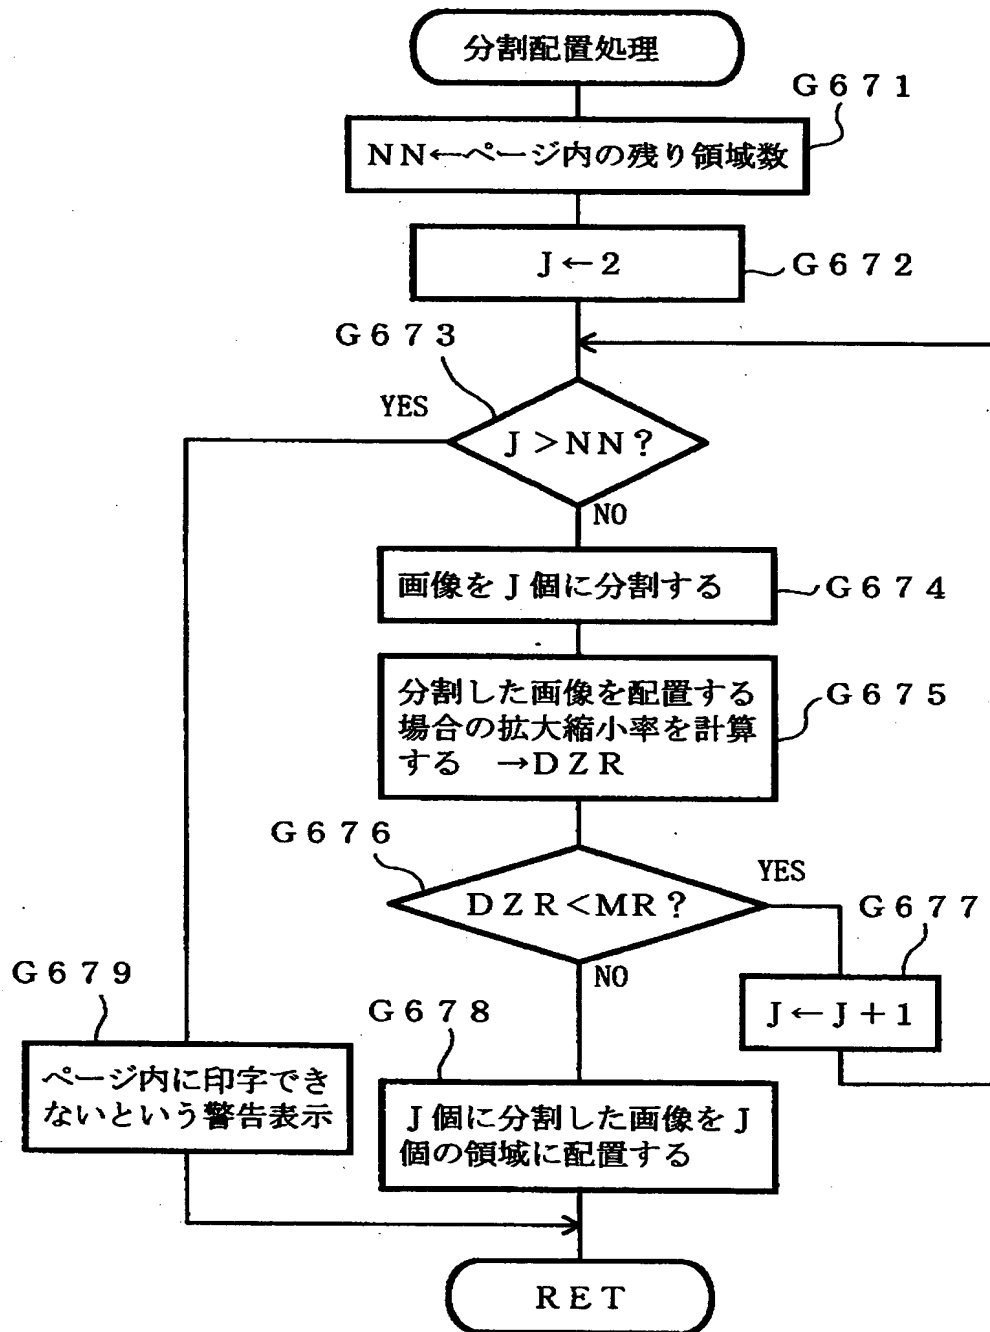 分割配置処理
G671
NN←ページ内の残り領域数
J←2
G672
G673
YES
J>NN?
NO
画像をJ個に分割する
G674
分割した画像を配置する
場合の拡大縮小率を計算
する →DZR
G675
G676
DZR<MR?
YES
NO
G677
J←J+1
G679
ページ内に印字でき
ないという警告表示
G678
J個に分割した画像をJ
個の領域に配置する
RET